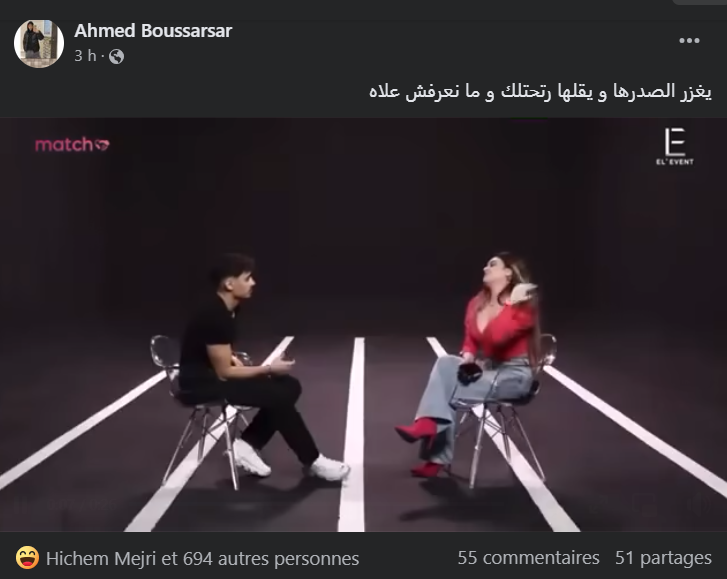 Ahmed Boussarsar
3 h ·
يغزر الصدرها و يقلها رتحتلك و ما نعرفش علاه
match
E
EL'EVENT
Hichem Mejri et 694 autres personnes
55 commentaires 51 partages